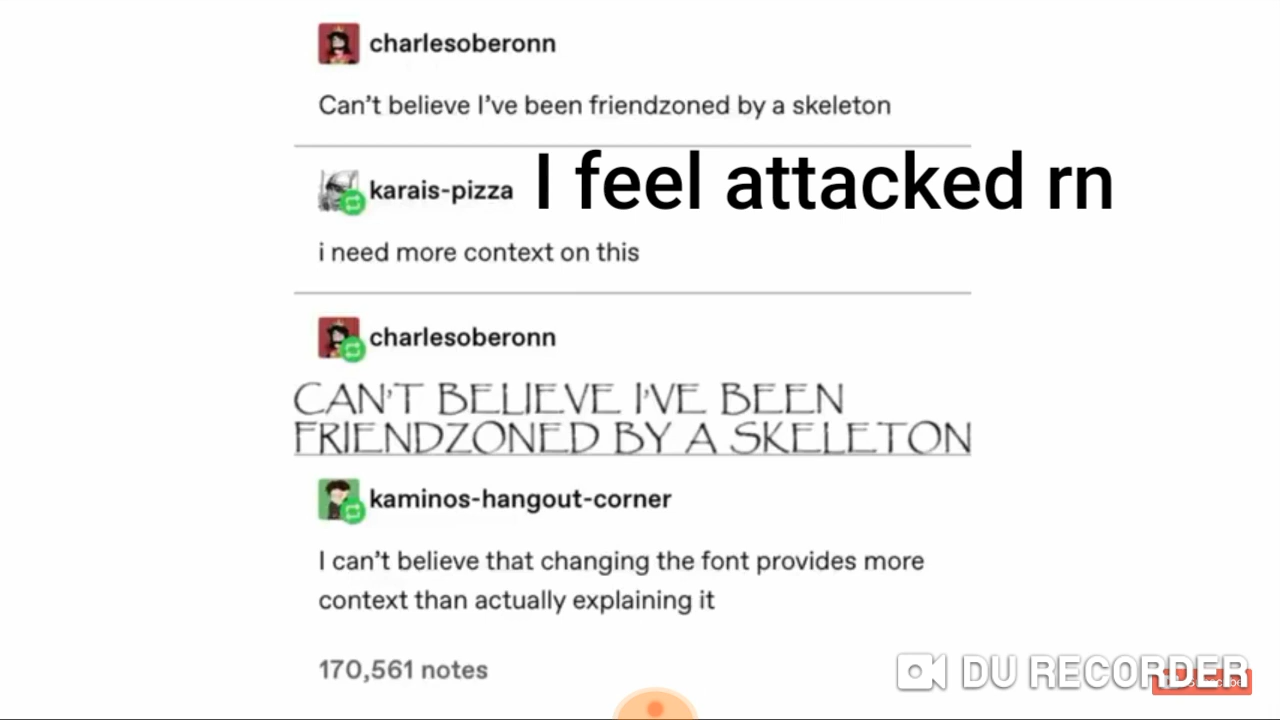 charlesoberonn
Can't believe I've been friendzoned by a skeleton
karais-pizza
I feel attacked rn
i need more context on this
charlesoberonn
CAN'T BELIEVE I'VE BEEN
FRIENDZONED BY A SKELETON
kaminos-hangout-corner
I can't believe that changing the font provides more
context than actually explaining it
170,561 notes
DU RECORDER